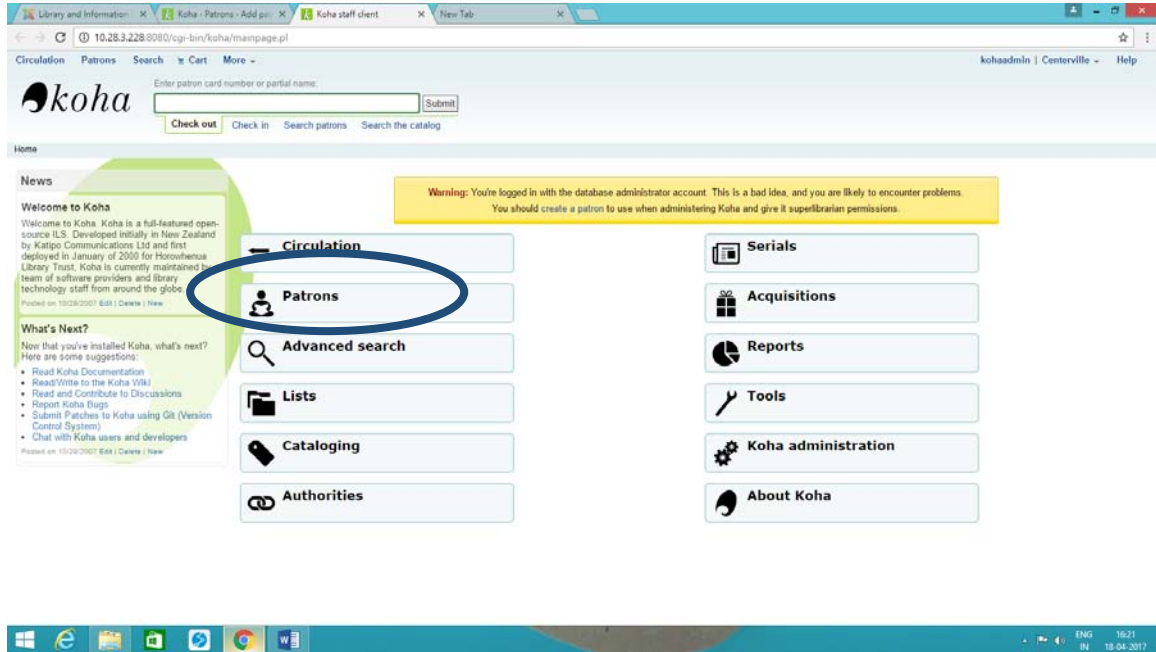 Library and Information
Koha - Patrons - Add pat
Koha staff client
New Tab
10.28.3.228:8080/cgi-bin/koha/mainpage.pl
Circulation Patrons Search Cart More
kohaadmin | Centerville Help
koha
Enter patron card number or partial name:
Submit
Check out Check in Search patrons Search the catalog
Home
News
Welcome to Koha
Welcome to Koha. Koha is a full-featured open-
source ILS. Developed initially in New Zealand
by Katipo Communications Ltd and first
deployed in January of 2000 for Horowhenua
Library Trust, Koha is currently maintained by
team of software providers and library
technology staff from around the globe.
Posted on 10/29/2007 Edit | Delete | New
What's Next?
Now that you've installed Koha, what's next?
Here are some suggestions:
Read Koha Documentation
Read/Write to the Koha Wiki
Read and Contribute to Discussions
Report Koha Bugs
Submit Patches to Koha using Git (Version
Control System)
Chat with Koha users and developers
Posted on 10/29/2007 Edit | Delete | New
Warning: You're logged in with the database administrator account. This is a bad idea, and you are likely to encounter problems.
You should create a patron to use when administering Koha and give it superlibrarian permissions.
Circulation
Patrons
Advanced search
Lists
Cataloging
Authorities
Serials
Acquisitions
Reports
Tools
Koha administration
About Koha
ENG 16:21
IN 18-04-2017